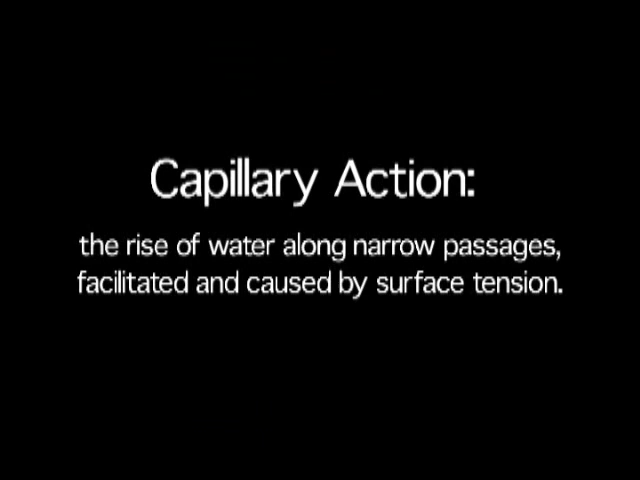 Capillary Action:
the rise of water along narrow passages,
facilitated and caused by surface tension.